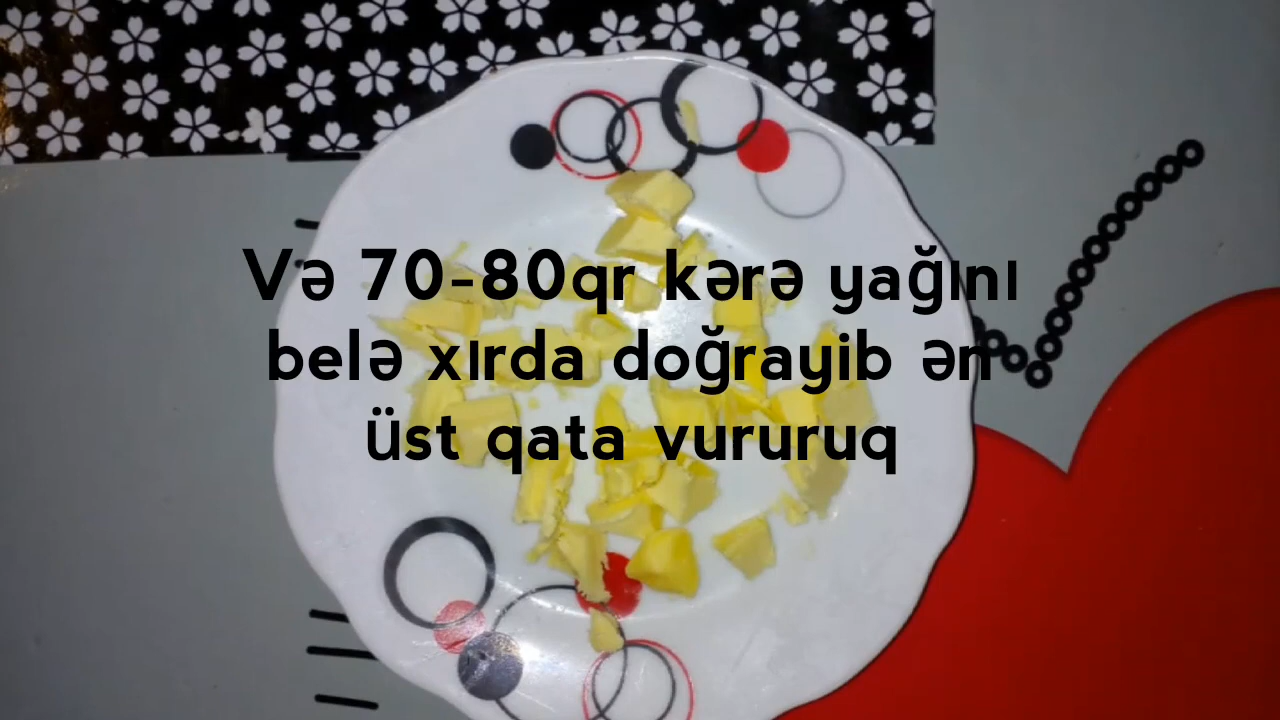 Və 70-80qr kərə yağını
belə xırda doğrayib ən
üst qata vururuq